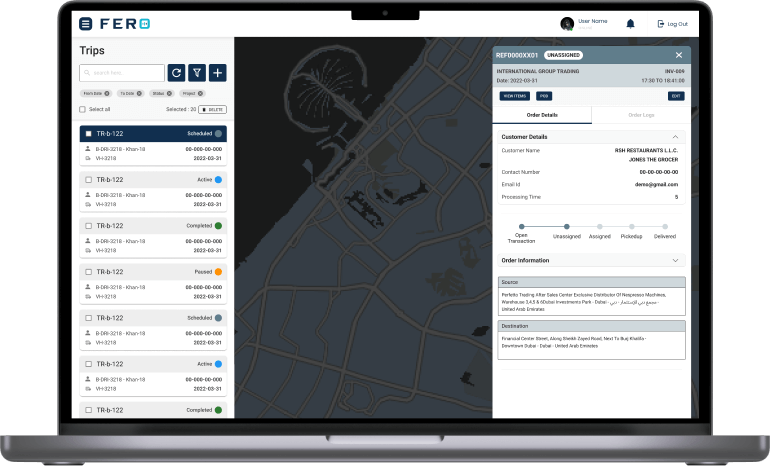 FERO
User Name
Log Out
Trips
Search here..
From Date
To Date
Status
Project
Select all
Selected : 20
DELETE
TR-b-122
Scheduled
B-DRI-3218 - Khan-18
00-000-00-000
VH-3218
2022-03-31
TR-b-122
Active
B-DRI-3218 - Khan-18
00-000-000-000
VH-3218
2022-03-31
TR-b-122
Completed
B-DRI-3218 - Khan-18
00-000-000-000
VH-3218
2022-03-31
TR-b-122
Paused
B-DRI-3218 - Khan-18
00-000-000-000
VH-3218
2022-03-31
TR-b-122
Scheduled
B-DRI-3218 - Khan-18
00-000-000-000
VH-3218
2022-03-31
TR-b-122
Active
B-DRI-3218 - Khan-18
00-000-000-000
VH-3218
2022-03-31
TR-b-122
Completed
REF0000XX01
UNASSIGNED
INTERNATIONAL GROUP TRADING
INV-009
Date: 2022-03-31
17:30 TO 18:41:00
VIEW ITEMS
POD
EDIT
Order Details
Order Logs
Customer Details
Customer Name
RSH RESTAURANTS L.L.C.
JONES THE GROCER
Contact Number
00-00-00-00-00
Email Id
demo@gmail.com
Processing Time
5
Open
Transaction
Unassigned
Assigned
Pickedup
Delivered
Order Information
Source
Perfetto Trading After Sales Center Exclusive Distributor Of Nespresso Machines,
Warehouse 3,4,5 & 6Dubai Investments Park - Dubai - مجمع دبي للإستثمار - دبي -
United Arab Emirates
Destination
Financial Center Street, Along Sheikh Zayed Road, Next To Burj Khalifa -
Downtown Dubai - Dubai - United Arab Emirates